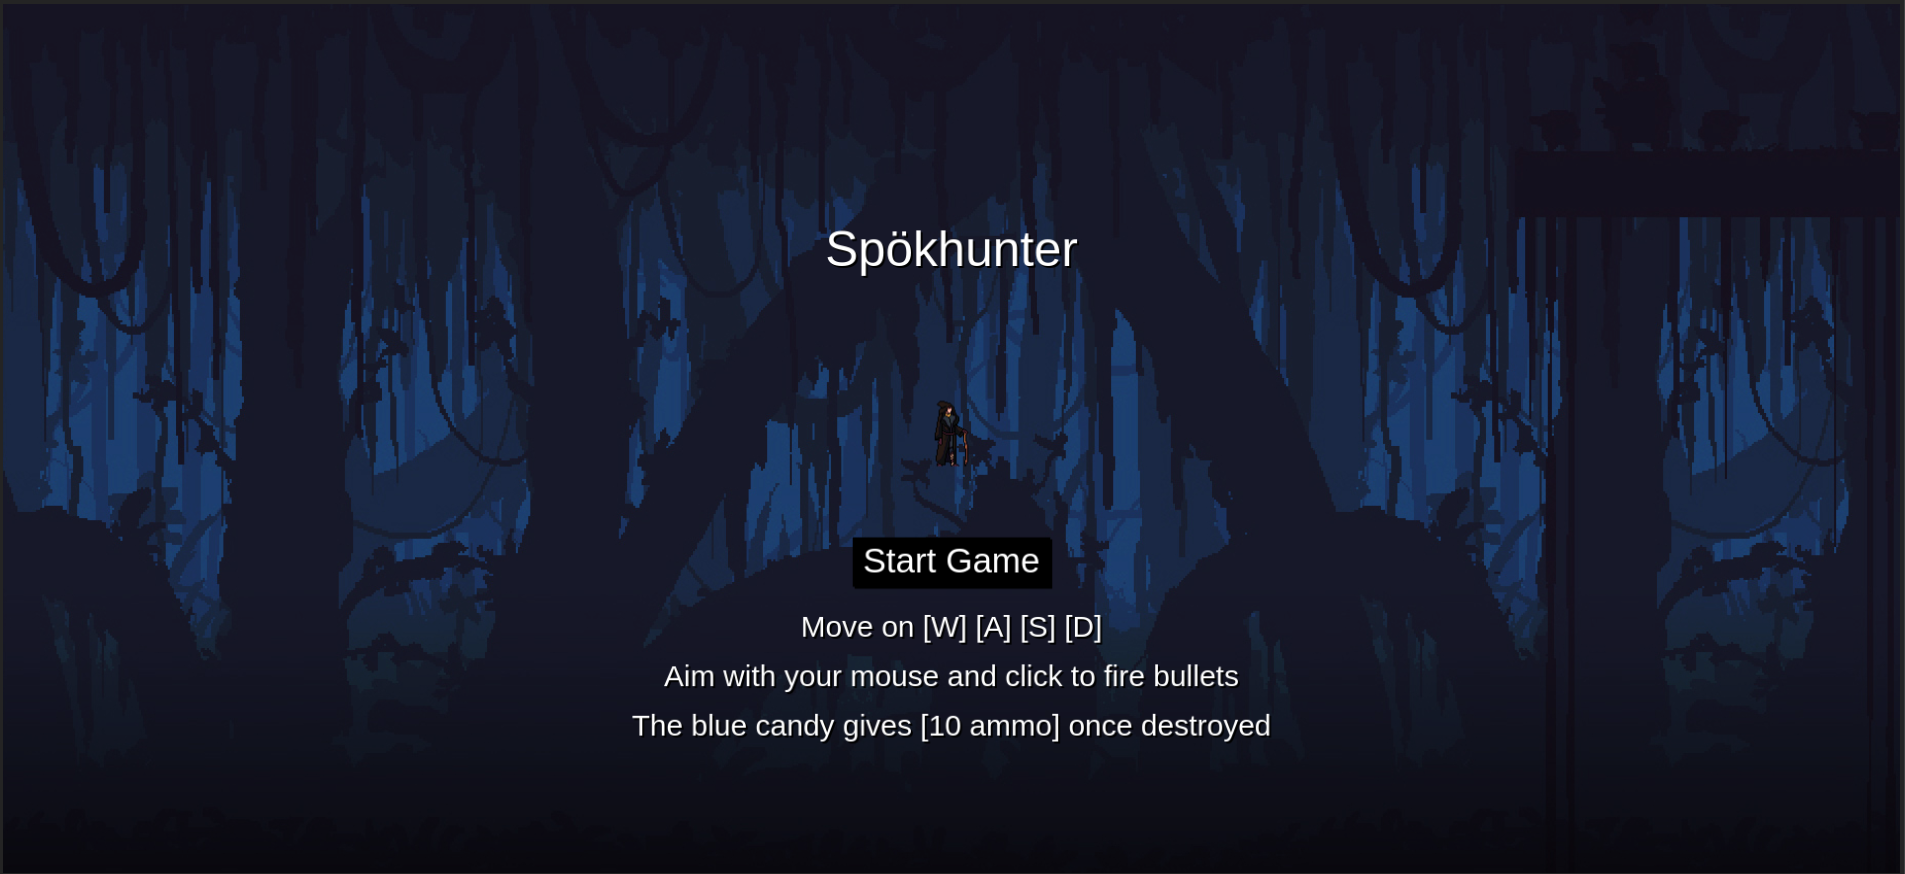 Spökhunter
Start Game
Move on [W] [A] [S] [D]
Aim with your mouse and click to fire bullets
The blue candy gives [10 ammo] once destroyed